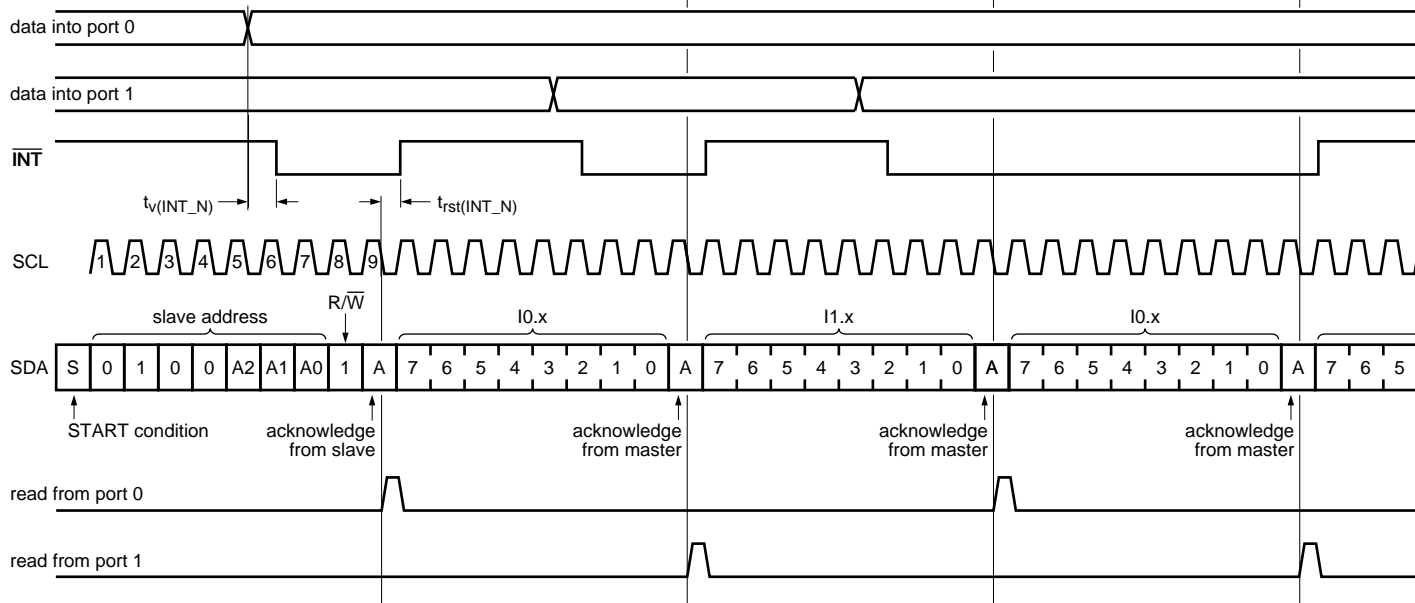 data into port 0
data into port 1
INT
tv(INT_N)
trst(INT_N)
SCL
1 2 3 4 5 6 7 8 9
R/W
slave address
I0.x
I1.x
I0.x
SDA S 0 1 0 0 A2 A1 A0 1 A 7 6 5 4 3 2 1 0 A 7 6 5 4 3 2 1 0 A 7 6 5 4 3 2 1 0 A 7 6 5
START condition
acknowledge
from slave
acknowledge
from master
acknowledge
from master
acknowledge
from master
read from port 0
read from port 1